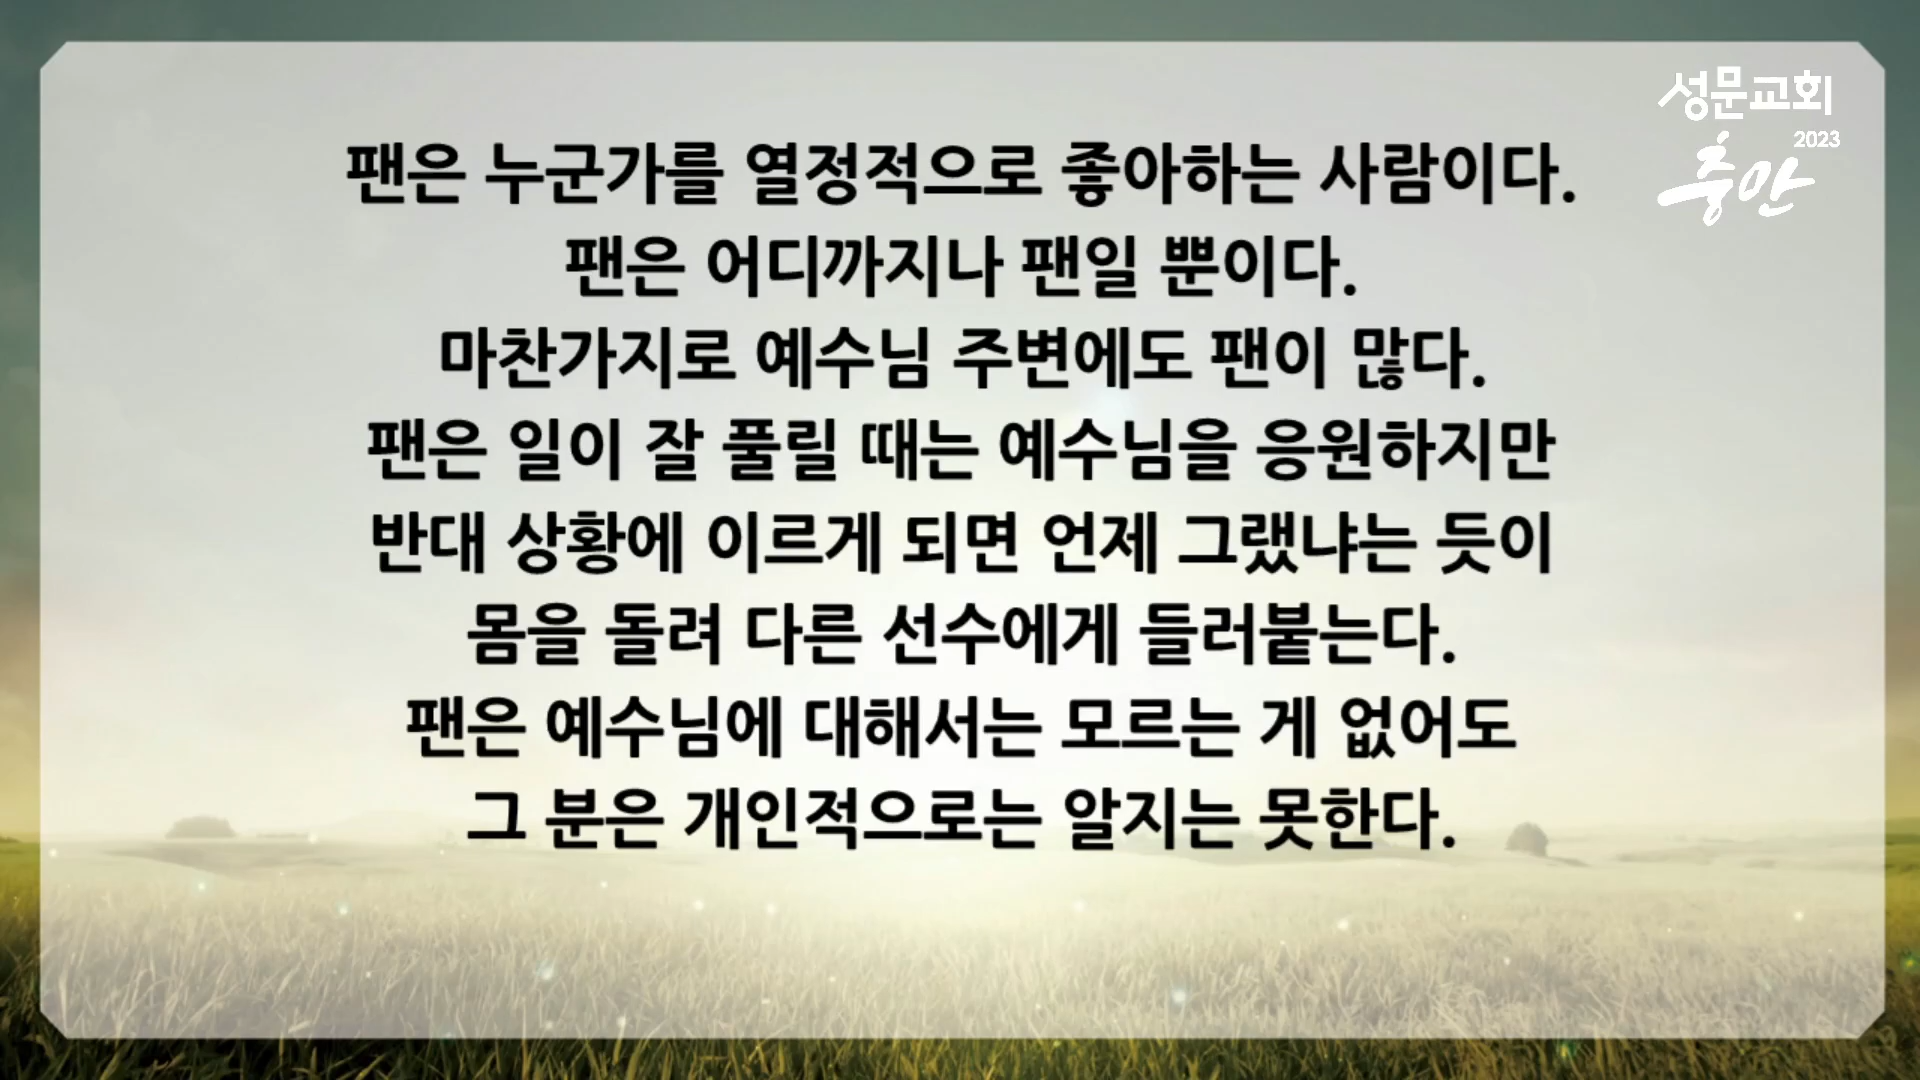 성문교회
2023
충만
팬은 누군가를 열정적으로 좋아하는 사람이다.
팬은 어디까지나 팬일 뿐이다.
마찬가지로 예수님 주변에도 팬이 많다.
팬은 일이 잘 풀릴 때는 예수님을 응원하지만
반대 상황에 이르게 되면 언제 그랬냐는 듯이
몸을 돌려 다른 선수에게 들러붙는다.
팬은 예수님에 대해서는 모르는 게 없어도
그 분은 개인적으로는 알지는 못한다.